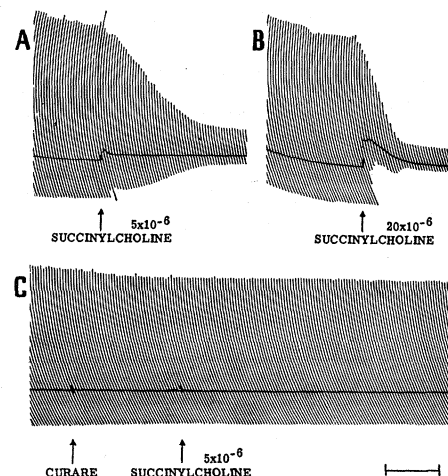 A
B
5x10-6
SUCCINYLCHOLINE
20x10-6
SUCCINYLCHOLINE
C
5x10-6
CURARE SUCCINYLCHOLINE